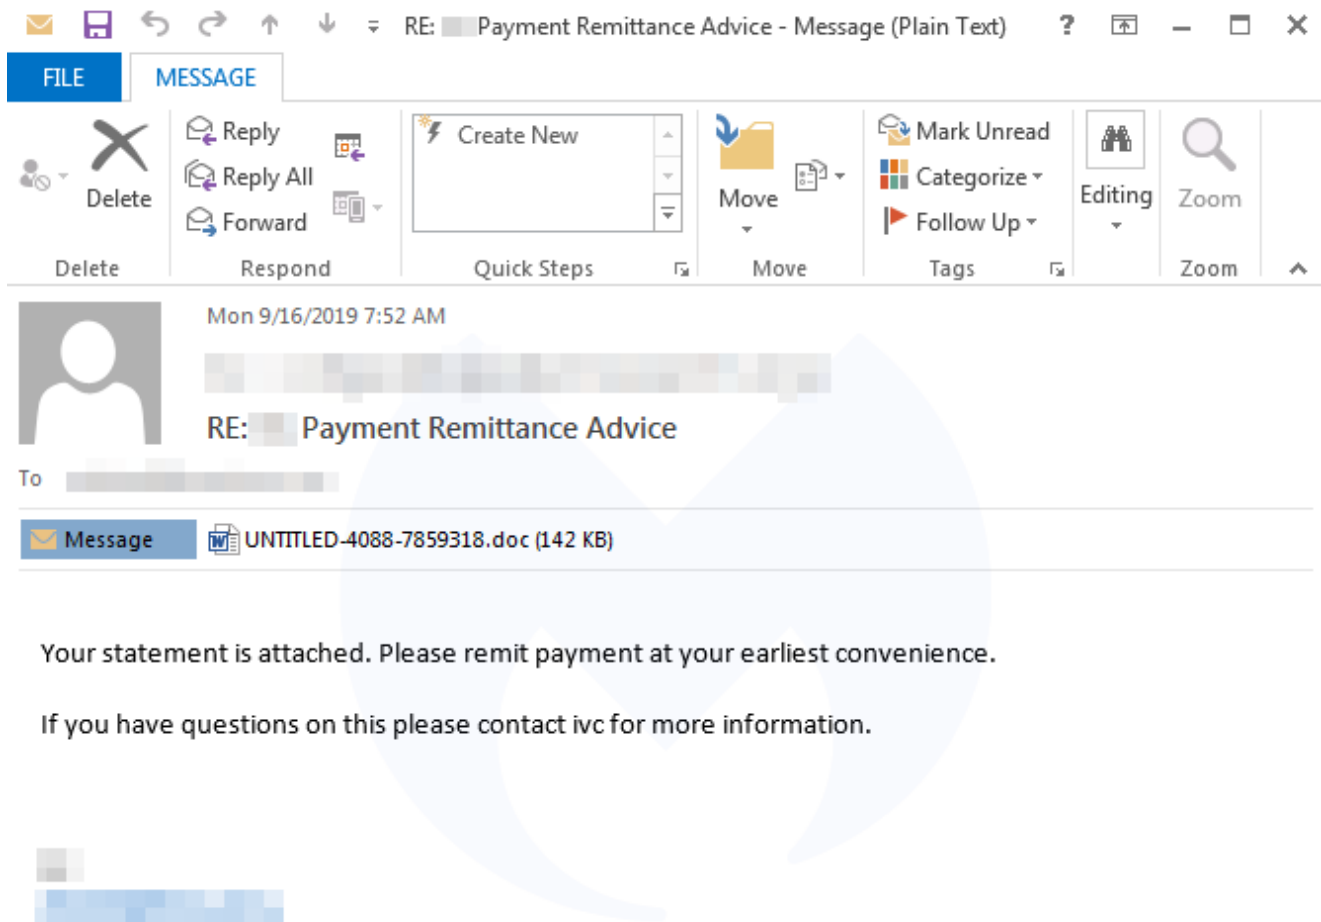 RE: Payment Remittance Advice - Message (Plain Text) ?
FILE MESSAGE
Delete
Reply
Reply All
Forward
Create New
Move
Mark Unread
Categorize
Follow Up
Editing
Zoom
Delete Respond Quick Steps Move Tags Zoom
Mon 9/16/2019 7:52 AM
RE: Payment Remittance Advice
To
Message UNTITLED-4088-7859318.doc (142 KB)
Your statement is attached. Please remit payment at your earliest convenience.
If you have questions on this please contact ivc for more information.